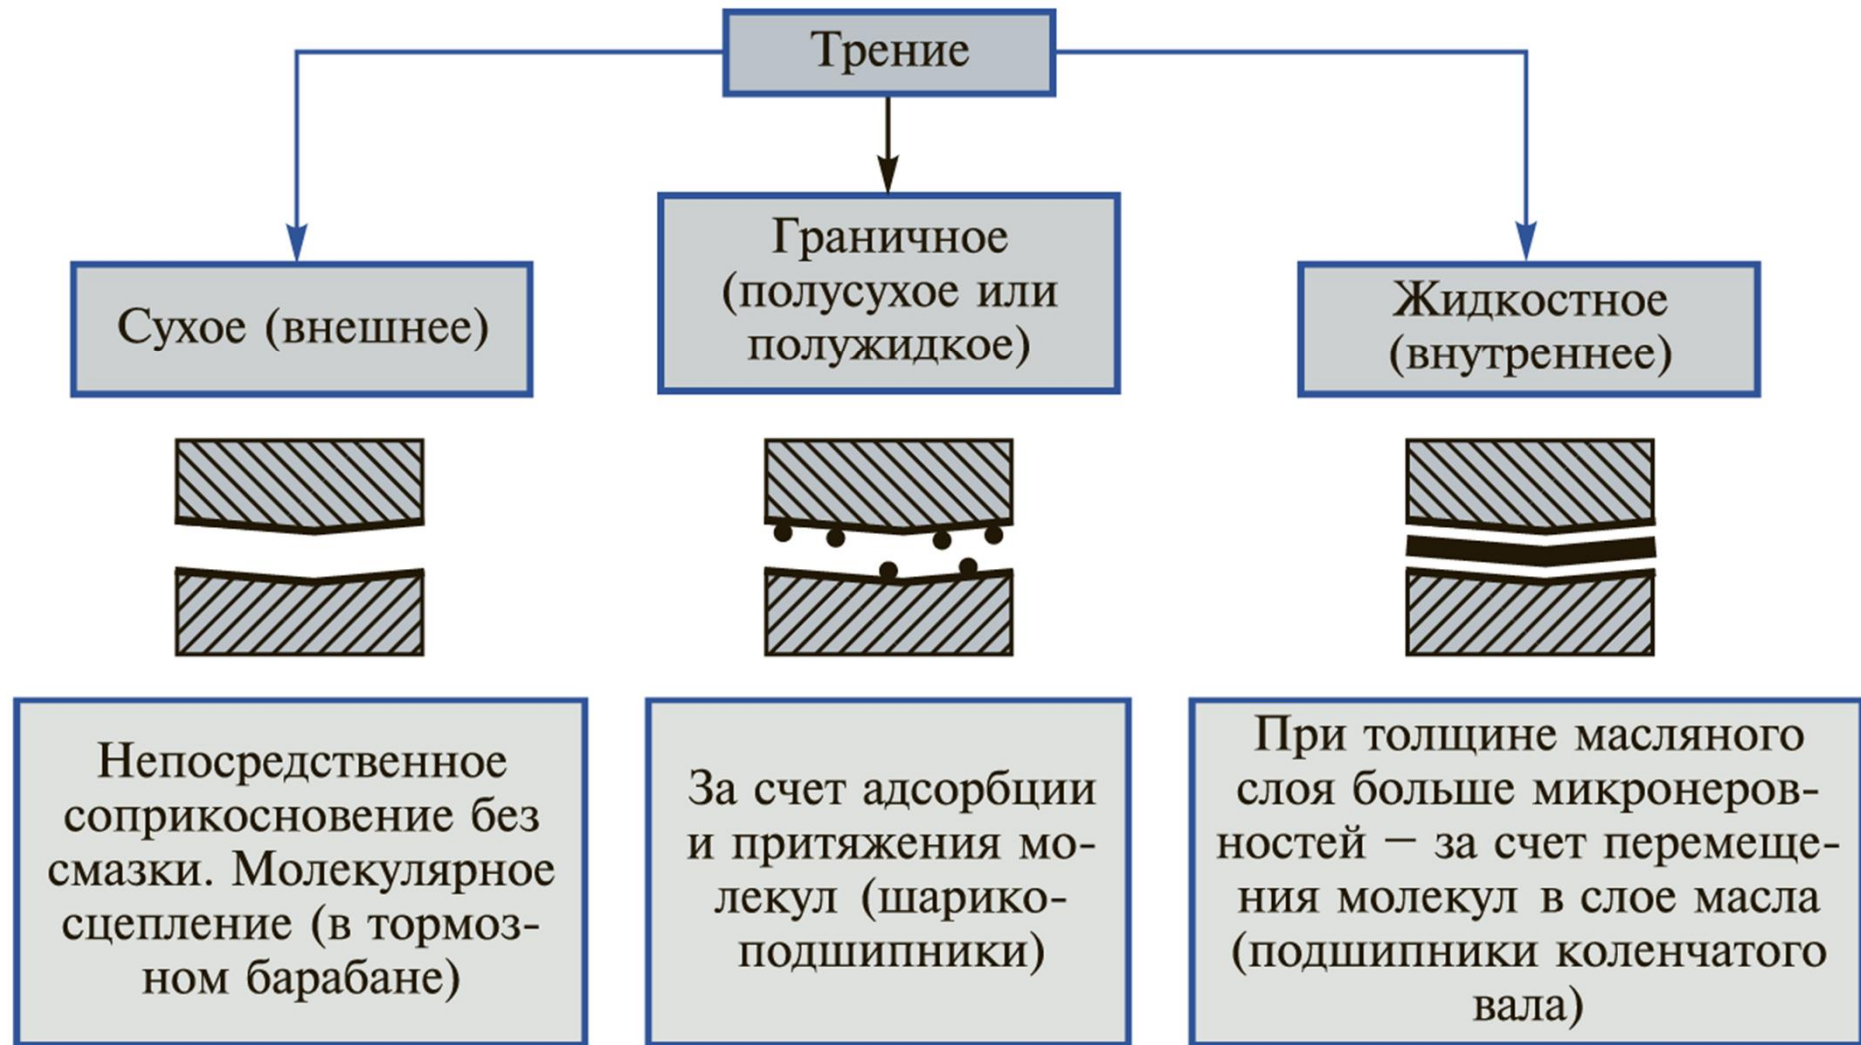 Трение
Сухое (внешнее)
Граничное
(полусухое или
полужидкое)
Жидкостное
(внутреннее)
Непосредственное
соприкосновение без
смазки. Молекулярное
сцепление (в тормоз-
ном барабане)
За счет адсорбции
и притяжения мо-
лекул (шарико-
подшипники)
При толщине масляного
слоя больше микронеров-
ностей – за счет перемеще-
ния молекул в слое масла
(подшипники коленчатого
вала)